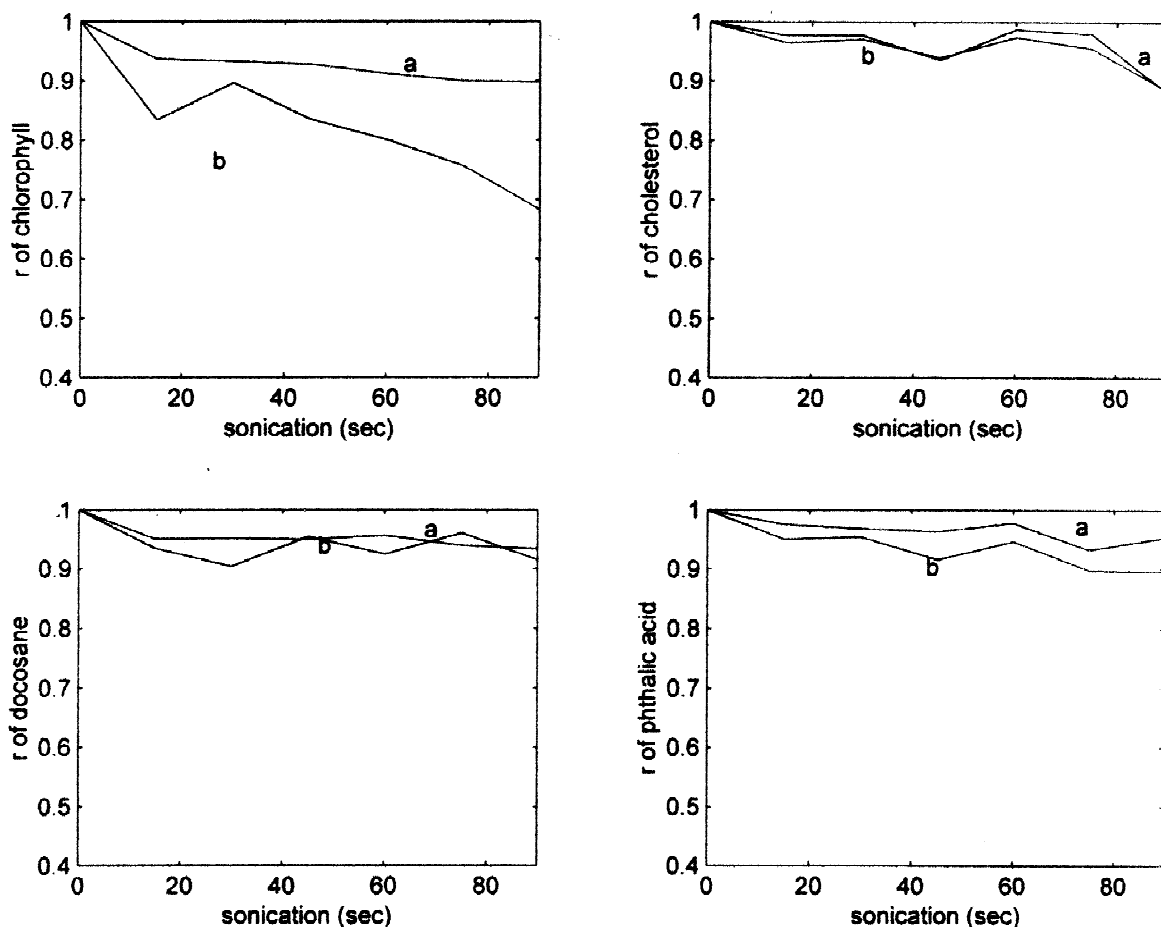 1
0.9
0.8
0.7
0.6
0.5
0.4
r of chlorophyll
a
b
0 20 40 60 80
sonication (sec)
1
0.9
0.8
0.7
0.6
0.5
0.4
r of cholesterol
a
b
0 20 40 60 80
sonication (sec)
1
0.9
0.8
0.7
0.6
0.5
0.4
r of docosane
a
b
0 20 40 60 80
sonication (sec)
1
0.9
0.8
0.7
0.6
0.5
0.4
r of phthalic acid
a
b
0 20 40 60 80
sonication (sec)